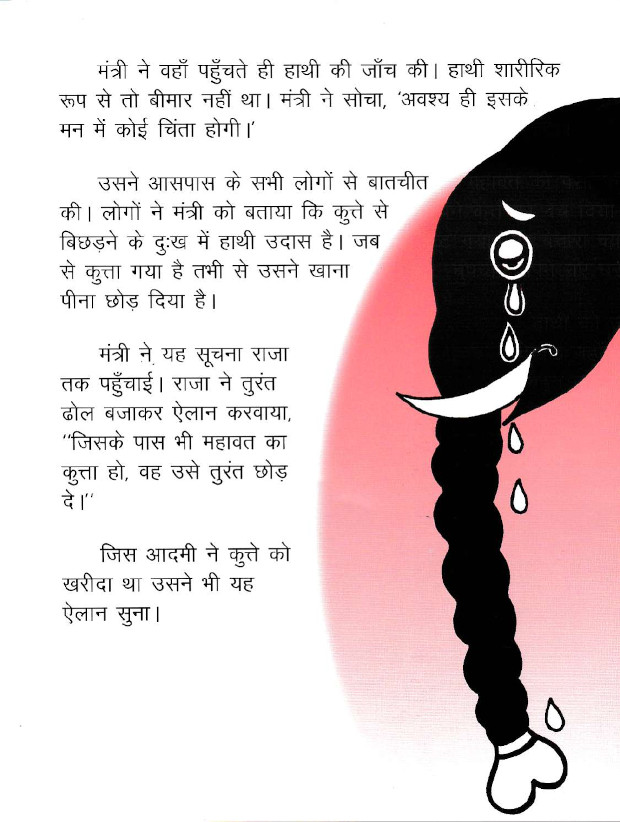 मंत्री ने वहाँ पहुँचते ही हाथी की जाँच की। हाथी शारीरिक
रूप से तो बीमार नहीं था। मंत्री ने सोचा, ‘अवश्य ही इसके
मन में कोई चिंता होगी।’
उसने आसपास के सभी लोगों से बातचीत
की। लोगों ने मंत्री को बताया कि कुत्ते से
बिछड़ने के दुःख में हाथी उदास है। जब
से कुत्ता गया है तभी से उसने खाना
पीना छोड़ दिया है।
मंत्री ने यह सूचना राजा
तक पहुँचाई। राजा ने तुरंत
ढोल बजाकर ऐलान करवाया,
‘‘जिसके पास भी महावत का
कुत्ता हो, वह उसे तुरंत छोड़
दे।’’
जिस आदमी ने कुत्ते को
खरीदा था उसने भी यह
ऐलान सुना।